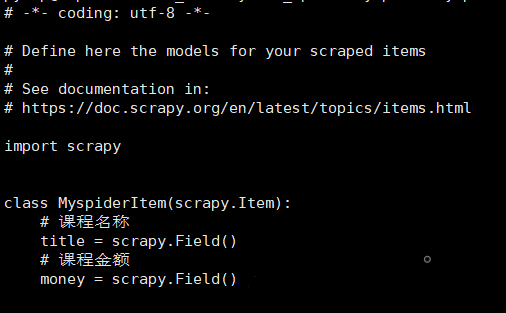 # -*- coding: utf-8 -*-
# Define here the models for your scraped items
#
# See documentation in:
# https://doc.scrapy.org/en/latest/topics/items.html
import scrapy
class MyspiderItem(scrapy.Item):
# 课程名称
title = scrapy.Field()
# 课程金额
money = scrapy.Field()